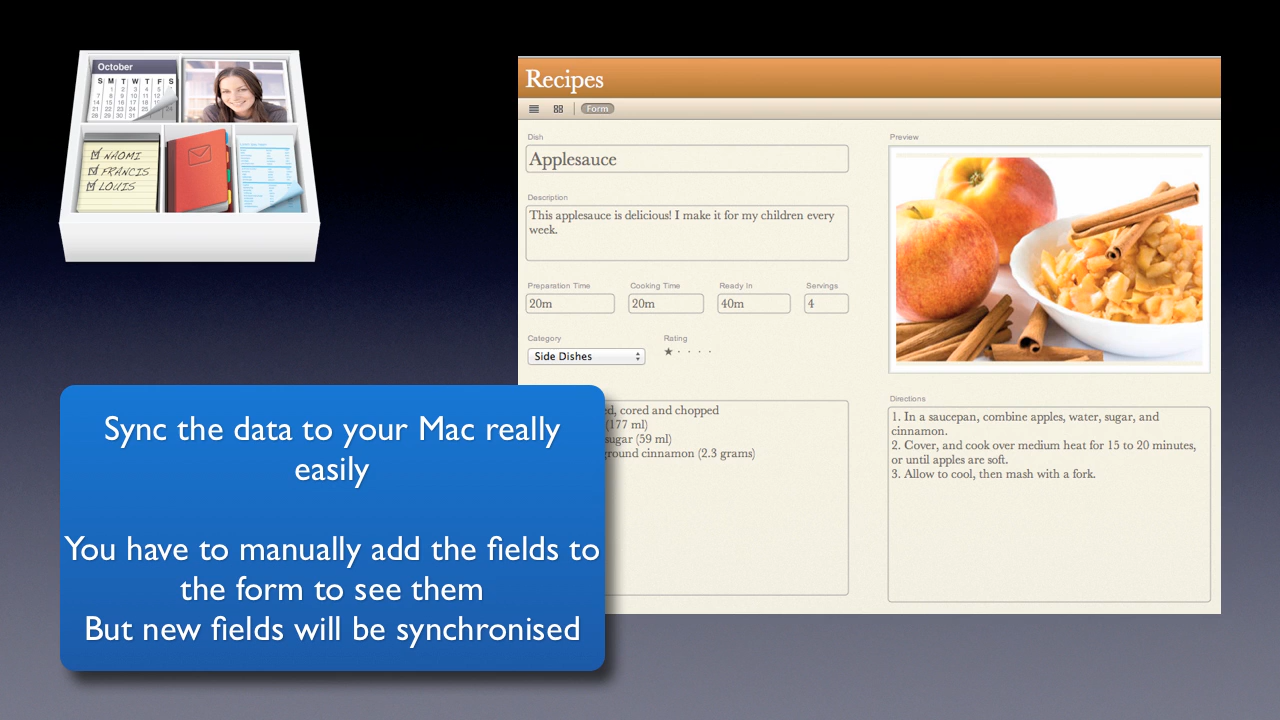 October
S M T W T F S
NAOMI
FRANCIS
LOUIS
Recipes
Form
Dish
Applesauce
Description
This applesauce is delicious! I make it for my children every
week.
Preparation Time
Cooking Time
Ready In
Servings
20m
20m
40m
4
Category
Rating
Side Dishes
Preview
ed, cored and chopped
(177 ml)
sugar (59 ml)
ground cinnamon (2.3 grams)
Directions
1. In a saucepan, combine apples, water, sugar, and
cinnamon.
2. Cover, and cook over medium heat for 15 to 20 minutes,
or until apples are soft.
3. Allow to cool, then mash with a fork.
Sync the data to your Mac really
easily
You have to manually add the fields to
the form to see them
But new fields will be synchronised